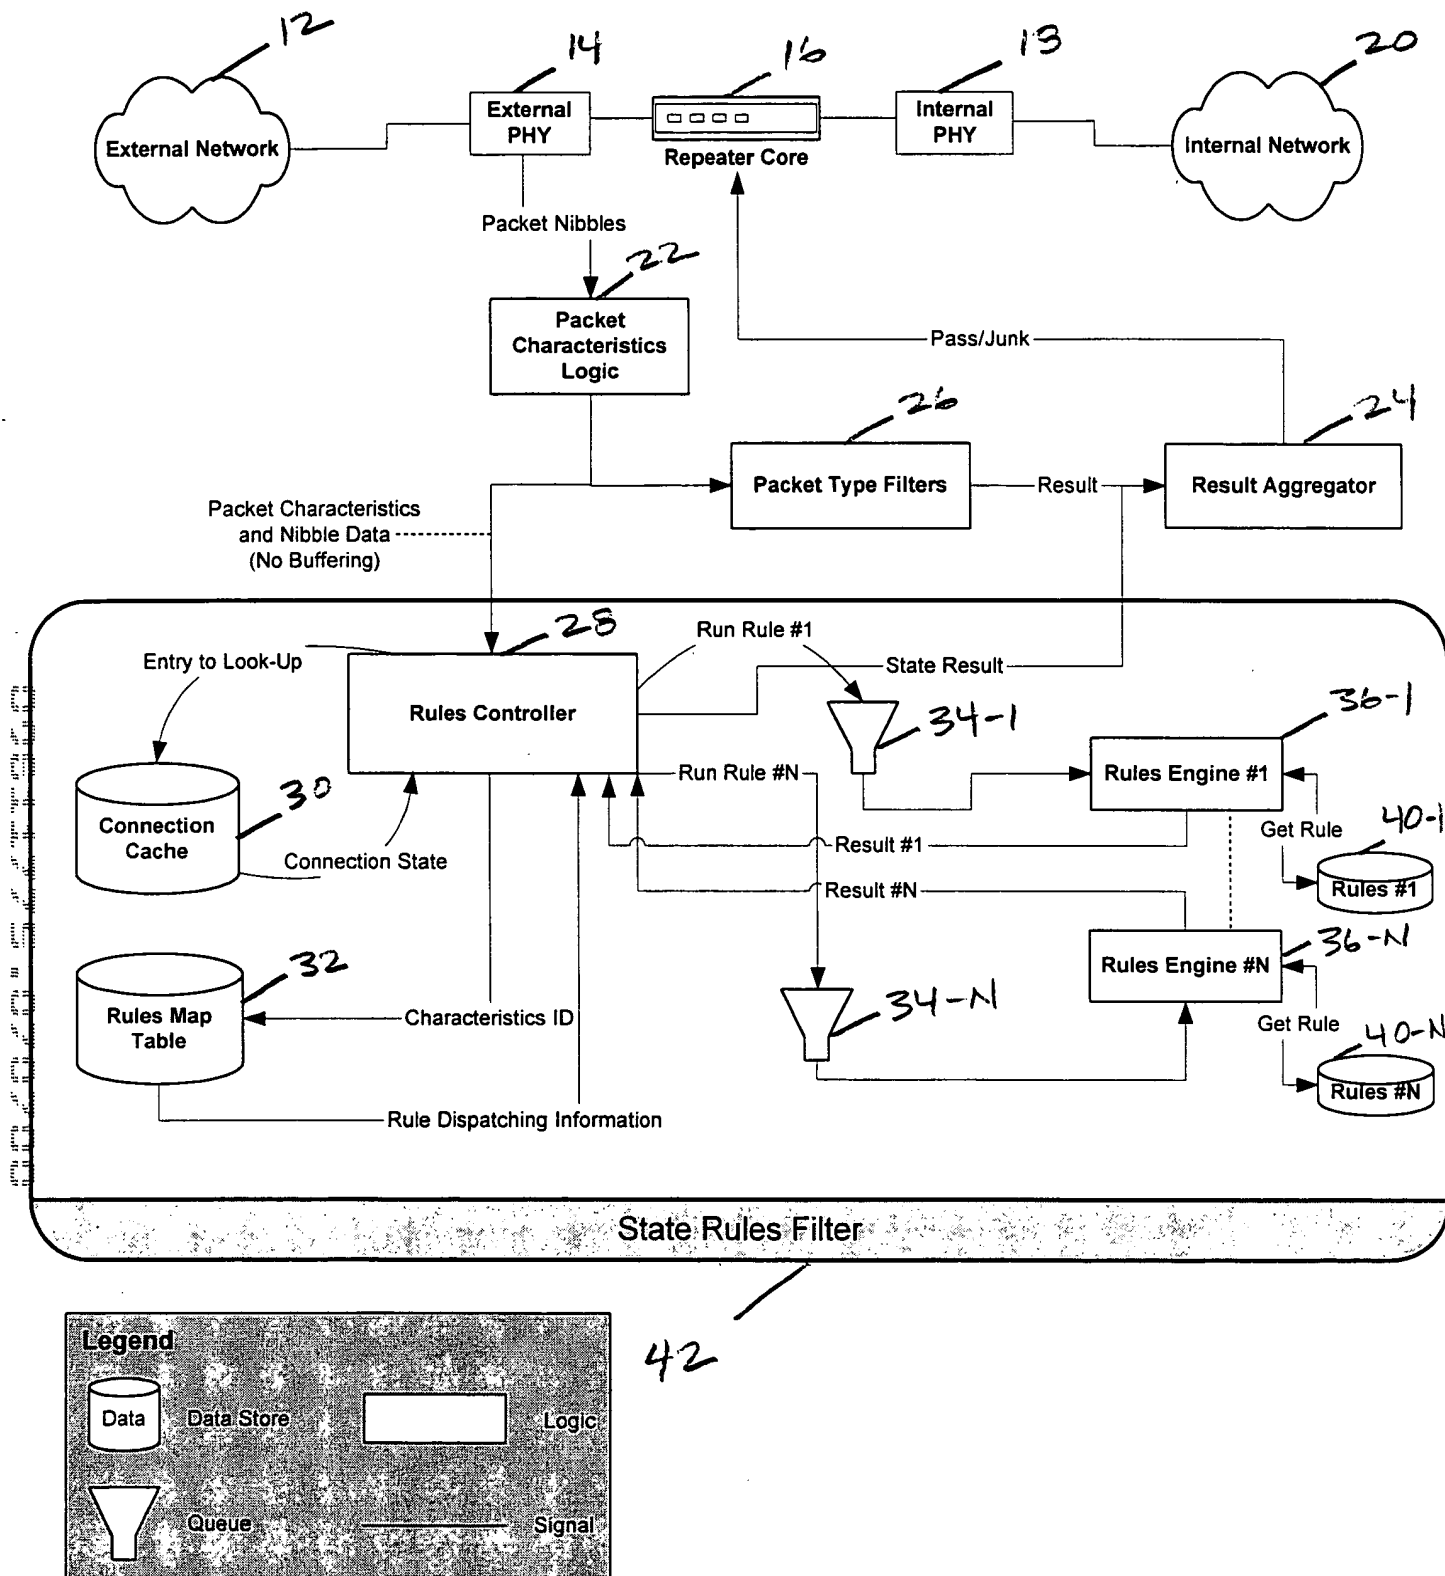 12
14
16
18
20
External Network
External
PHY
Repeater Core
Internal
PHY
Internal Network
Packet Nibbles
22
Packet
Characteristics
Logic
Pass/Junk
26
24
Packet Type Filters
Result
Result Aggregator
Packet Characteristics
and Nibble Data
(No Buffering)
28
Run Rule #1
Entry to Look-Up
State Result
Rules Controller
34-1
36-1
Run Rule #N
Rules Engine #1
30
Connection
Cache
Get Rule
40-1
Result #1
Connection State
Rules #1
Result #N
36-N
32
Rules Engine #N
34-N
Rules Map
Table
Characteristics ID
Get Rule
40-N
Rules #N
Rule Dispatching Information
State Rules Filter
42
Legend
Data
Data Store
Logic
Queue
Signal